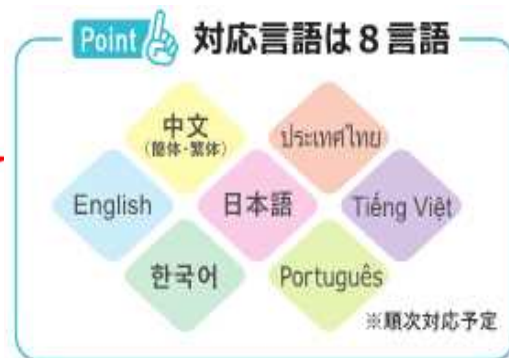 Point 対応言語は8言語
中文
(簡体・繁体)
ประเทศไทย
English
日本語
Tiếng Việt
한국어
Português
※順次対応予定